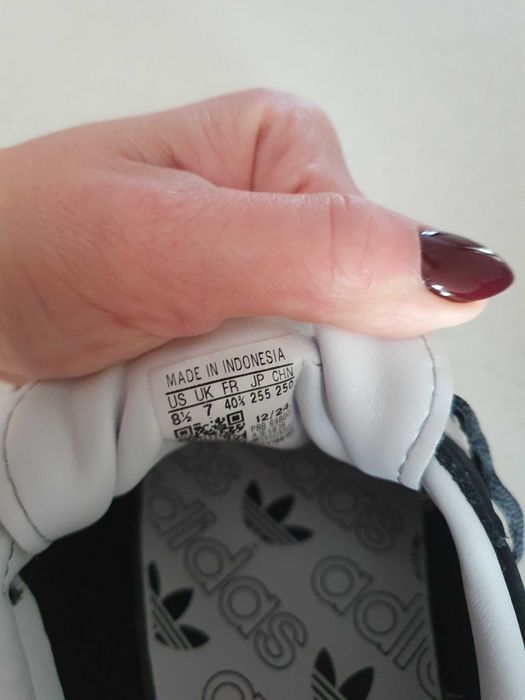 MADE IN INDONESIA
US UK FR JP CHN
8½ 7 40⅔ 255 250
12/24
adidas
adidas
adidas